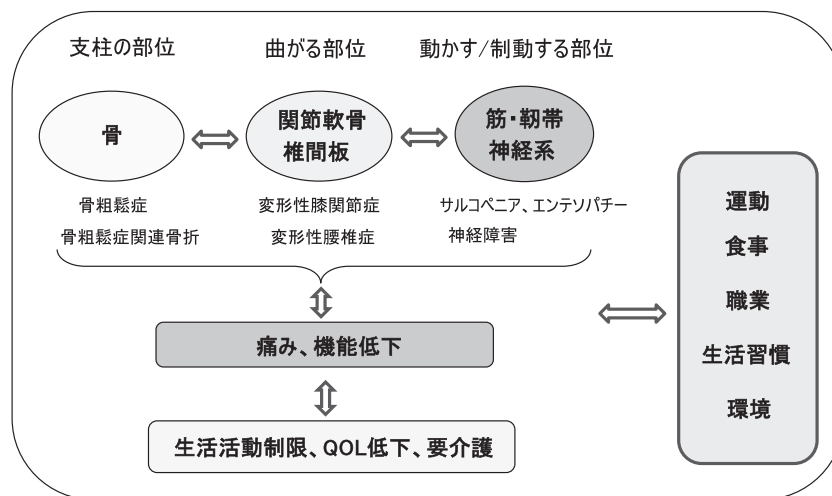 支柱の部位
曲がる部位
動かす/制動する部位
骨
関節軟骨
椎間板
筋・靭帯
神経系
骨粗鬆症
骨粗鬆症関連骨折
変形性膝関節症
変形性腰椎症
サルコペニア、エンテソパチー
神経障害
痛み、機能低下
生活活動制限、QOL低下、要介護
運動
食事
職業
生活習慣
環境